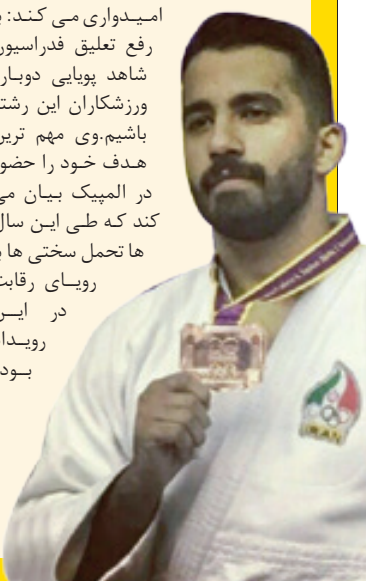 امیدواری می کند: ب
رفع تعلیق فدراسیون
شاهد پویایی دوبار
ورزشکاران این رشت
باشیم.وی مهم ترین
هدف خود را حضو
در المپیک بیان می
کند که طی این سال
ها تحمل سختی ها ب
رویای رقابت
در این
رویدا
بود
IRAN